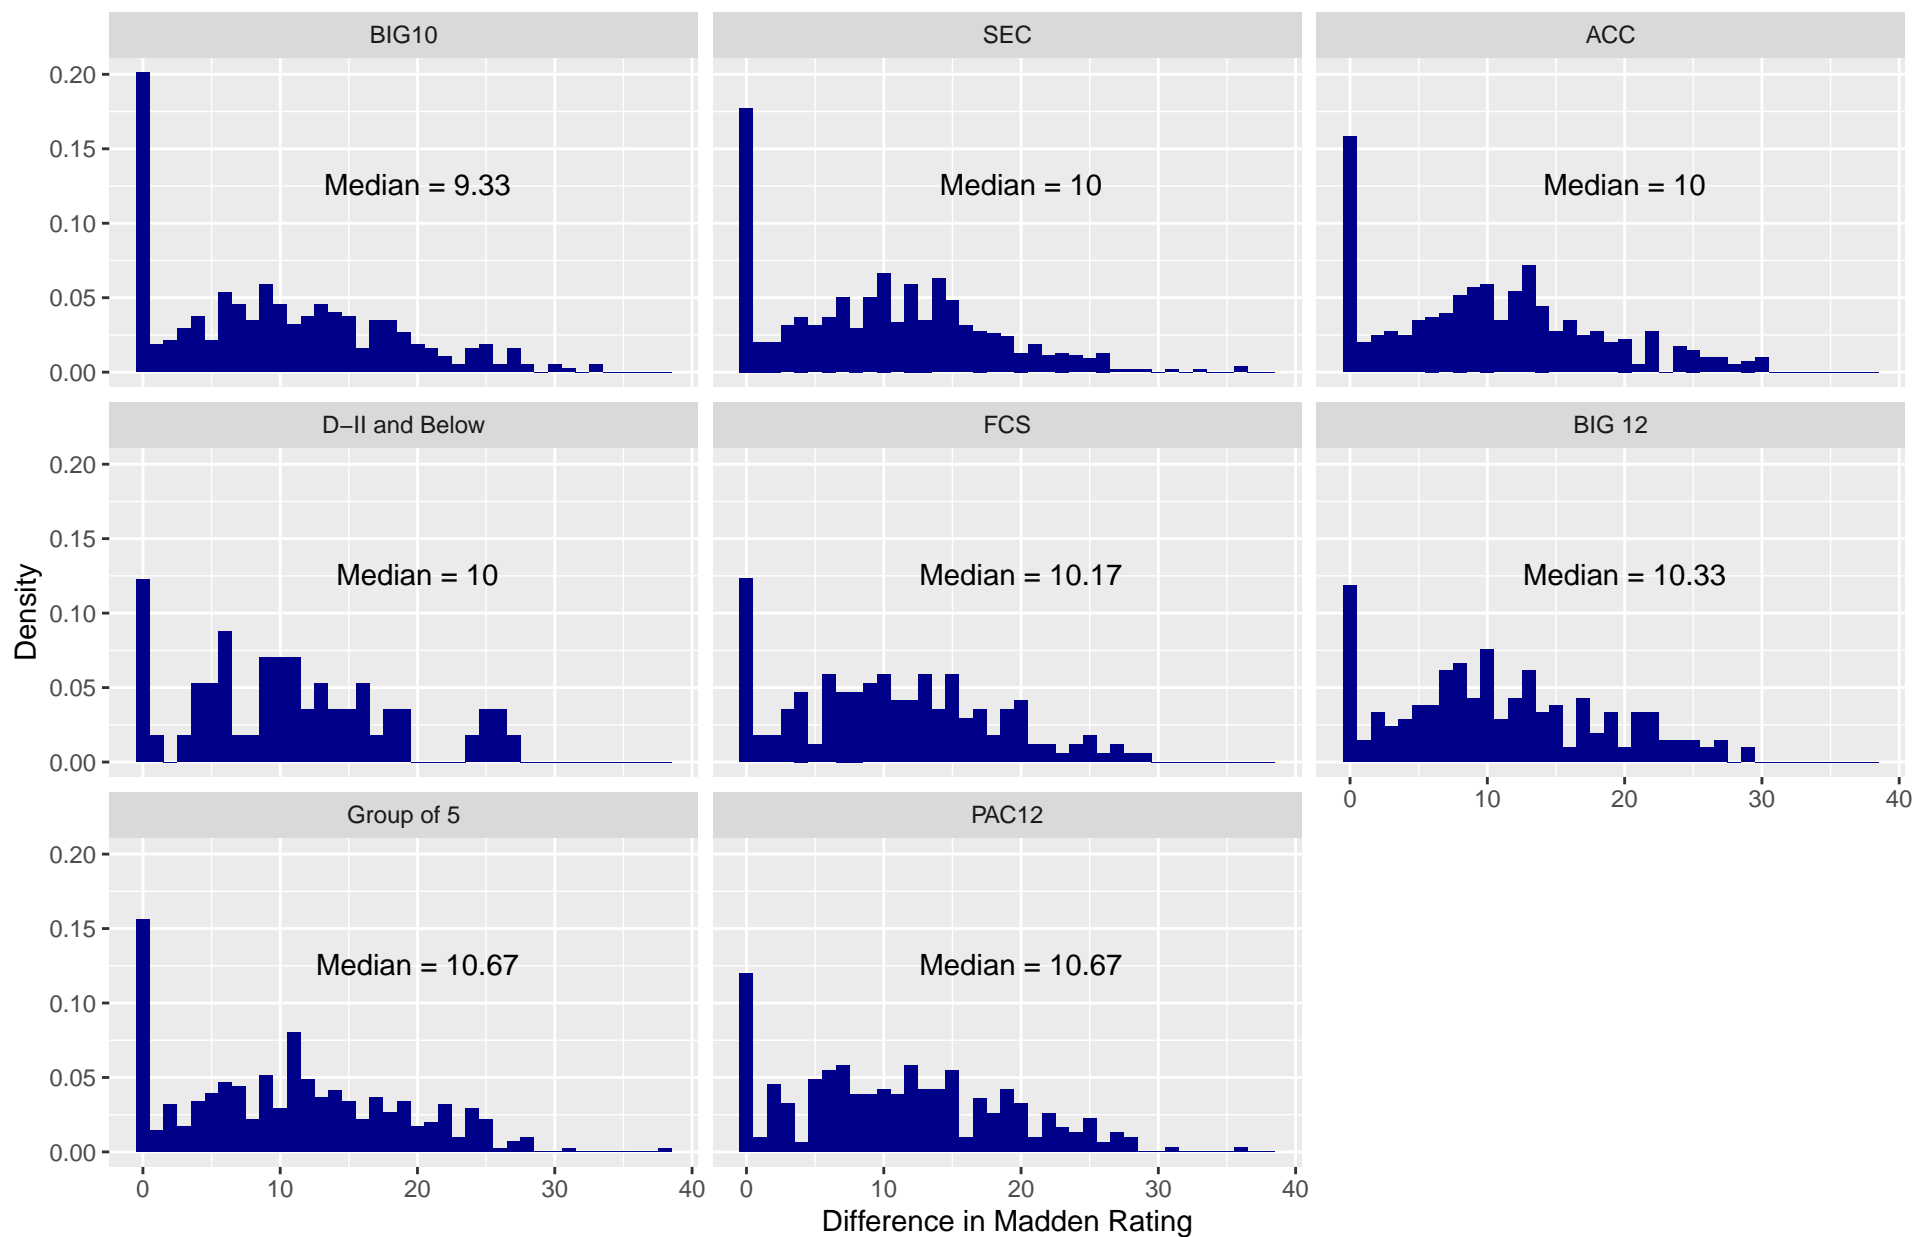 BIG10
SEC
ACC
0.20
0.15
0.10
0.05
0.00
Median = 9.33
Median = 10
Median = 10
D−II and Below
FCS
BIG 12
0.20
0.15
0.10
0.05
0.00
Median = 10
Median = 10.17
Median = 10.33
0 10 20 30 40
Group of 5
PAC12
0.20
0.15
0.10
0.05
0.00
Median = 10.67
Median = 10.67
0 10 20 30 40
0 10 20 30 40
Difference in Madden Rating
Density